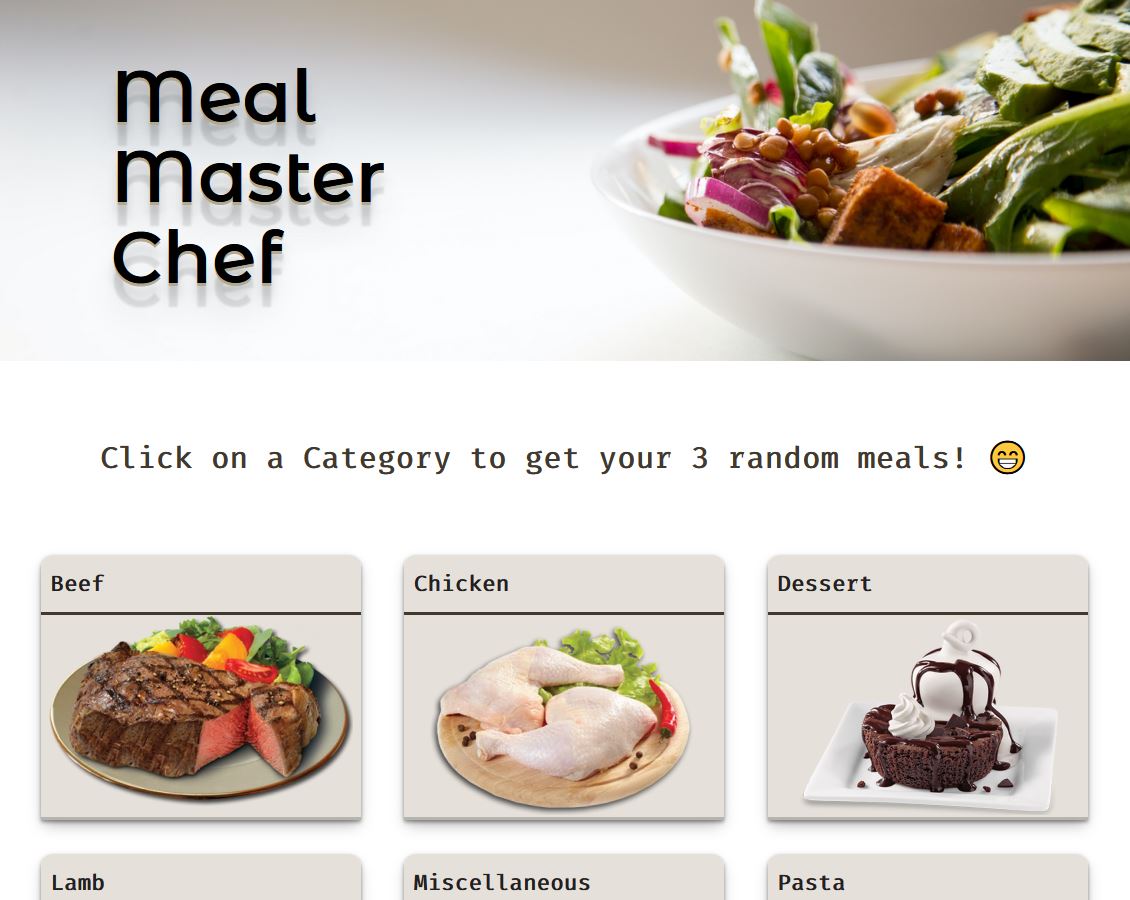 Meal
Master
Chef
Click on a Category to get your 3 random meals! 😁
Beef
Chicken
Dessert
Lamb
Miscellaneous
Pasta